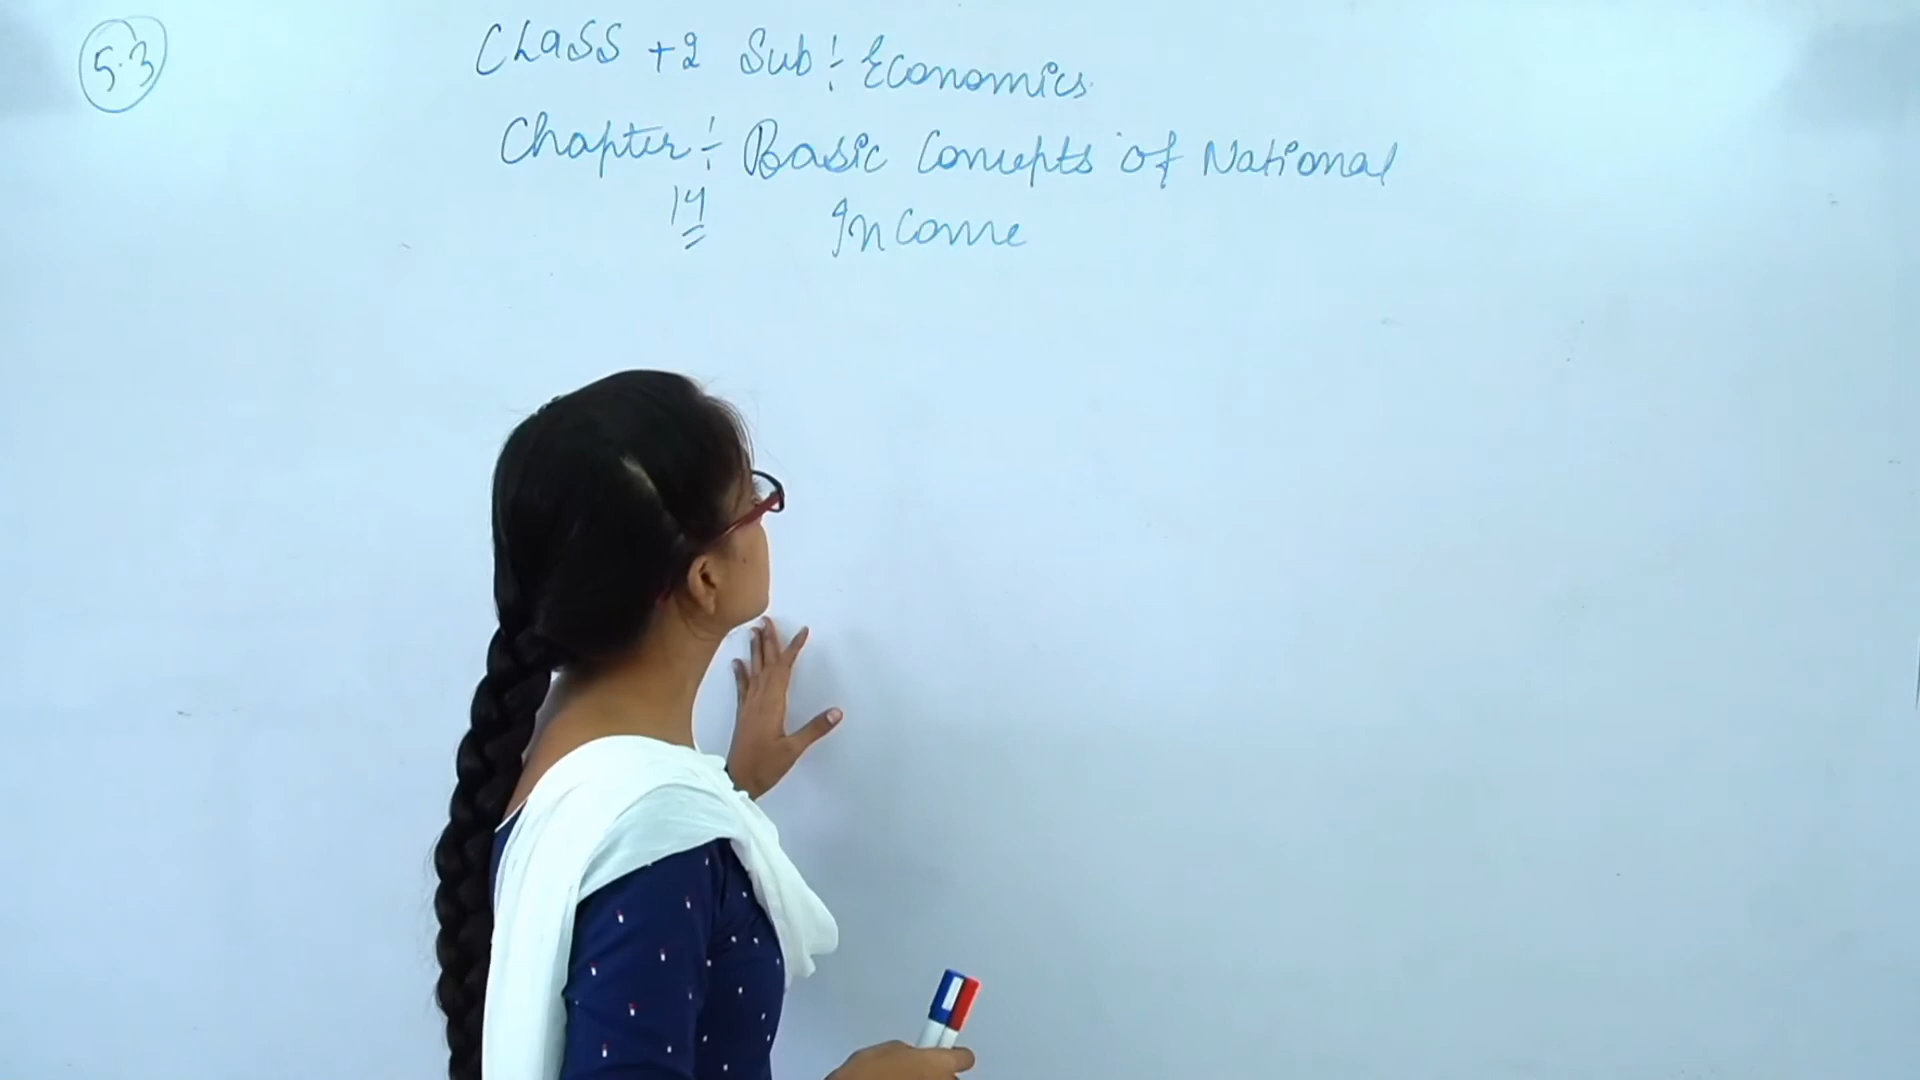 5.3
Class +2 Sub:- Economics
Chapter:- Basic Concepts of National
14 Income